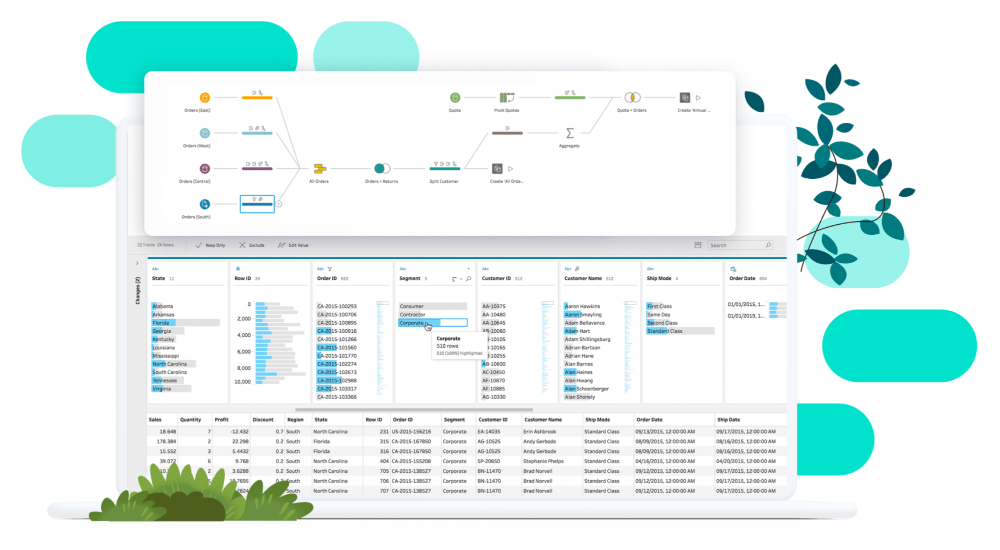 Orders (East)
Quota
Pivot Quotas
Quota + Orders
Create 'Annual ...
Orders (West)
Aggregate
Orders (Central)
All Orders
Orders + Returns
Split Customer
Create 'All Orde...
Orders (South)
22 Fields 2K Rows
Keep Only
Exclude
Edit Value
Search
Changes (2)
Abc
State 11
Alabama
Arkansas
Florida
Georgia
Kentucky
Louisiana
Mississippi
North Carolina
South Carolina
Tennessee
Virginia
#
Row ID 2K
0
2,000
4,000
6,000
8,000
10,000
Abc
Order ID 822
CA-2015-100293
CA-2015-100706
CA-2015-100895
CA-2015-100916
CA-2015-101266
CA-2015-101560
CA-2015-101770
CA-2015-102274
CA-2015-102673
CA-2015-102988
CA-2015-103317
CA-2015-103366
Abc
Segment 3
Consumer
Contractor
Corporate
Corporate
510 rows
510 (100%) highlighted
Abc
Customer ID 512
AA-10375
AA-10480
AA-10645
AB-10060
-10105
-10165
-10255
AB-10600
AC-10450
AF-10870
AF-10885
AG-10330
Abc
Customer Name 512
Aaron Hawkins
Aaron Smayling
Adam Bellavance
Adam Hart
Adam Shillingsburg
Adrian Bartson
Adrian Hane
Alan Barnes
Alan Haines
Alan Hwang
Alan Schoenberger
Alan Shonely
Abc
Ship Mode 4
First Class
Same Day
Second Class
Standard Class
Order Date 604
01/01/2015, 1...
01/01/2019, 1...
Sales Quantity Profit Discount Region State Row ID Order ID Segment Customer ID Customer Name Ship Mode Order Date Ship Date
18.648 7 -12.432 0.7 South North Carolina 231 US-2015-156216 Corporate EA-14035 Erin Ashbrook Standard Class 09/13/2015, 12:00:00 AM 09/17/2015, 12:00:00 AM
178.384 2 22.298 0.2 South Florida 315 CA-2015-167850 Corporate AG-10525 Andy Gerbode Standard Class 08/09/2015, 12:00:00 AM 08/16/2015, 12:00:00 AM
15.552 3 5.4432 0.2 South Florida 316 CA-2015-167850 Corporate AG-10525 Andy Gerbode Standard Class 08/09/2015, 12:00:00 AM 08/16/2015, 12:00:00 AM
39.072 6 9.768 0.2 South North Carolina 404 CA-2015-155208 Corporate SP-20650 Stephanie Phelps Standard Class 04/16/2015, 12:00:00 AM 04/20/2015, 12:00:00 AM
2 3.6288 0.2 South North Carolina 705 CA-2015-138527 Corporate BN-11470 Brad Norvell Standard Class 09/12/2015, 12:00:00 AM 09/17/2015, 12:00:00 AM
South North Carolina 706 CA-2015-138527 Corporate BN-11470 Brad Norvell Standard Class 09/12/2015, 12:00:00 AM 09/17/2015, 12:00:00 AM
South North Carolina 707 CA-2015-138527 Corporate BN-11470 Brad Norvell Standard Class 09/12/2015, 12:00:00 AM 09/17/2015, 12:00:00 AM